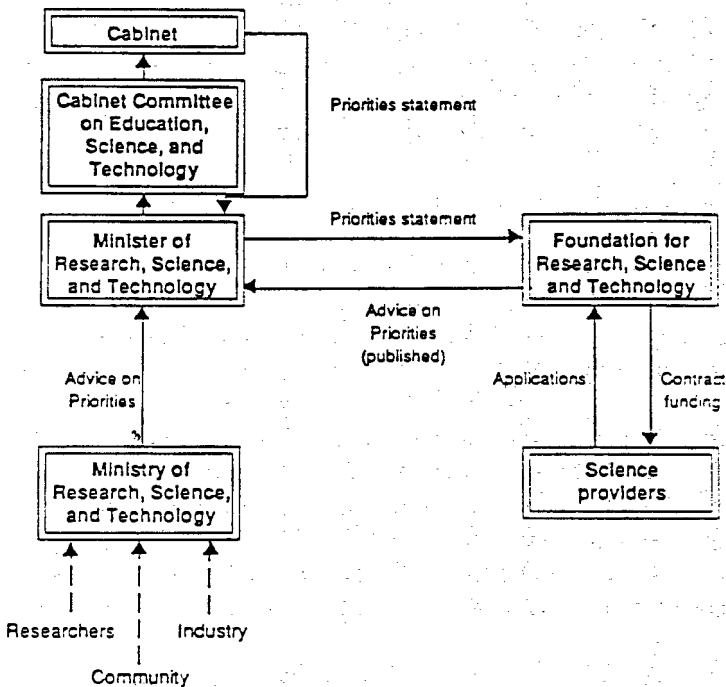 Cabinet
Cabinet Committee
on Education,
Science, and
Technology
Priorities statement
Minister of
Research, Science,
and Technology
Priorities statement
Foundation for
Research, Science
and Technology
Advice on
Priorities
(published)
Advice on
Priorities
Applications
Contract
funding
Ministry of
Research, Science,
and Technology
Science
providers
Researchers
Industry
Community